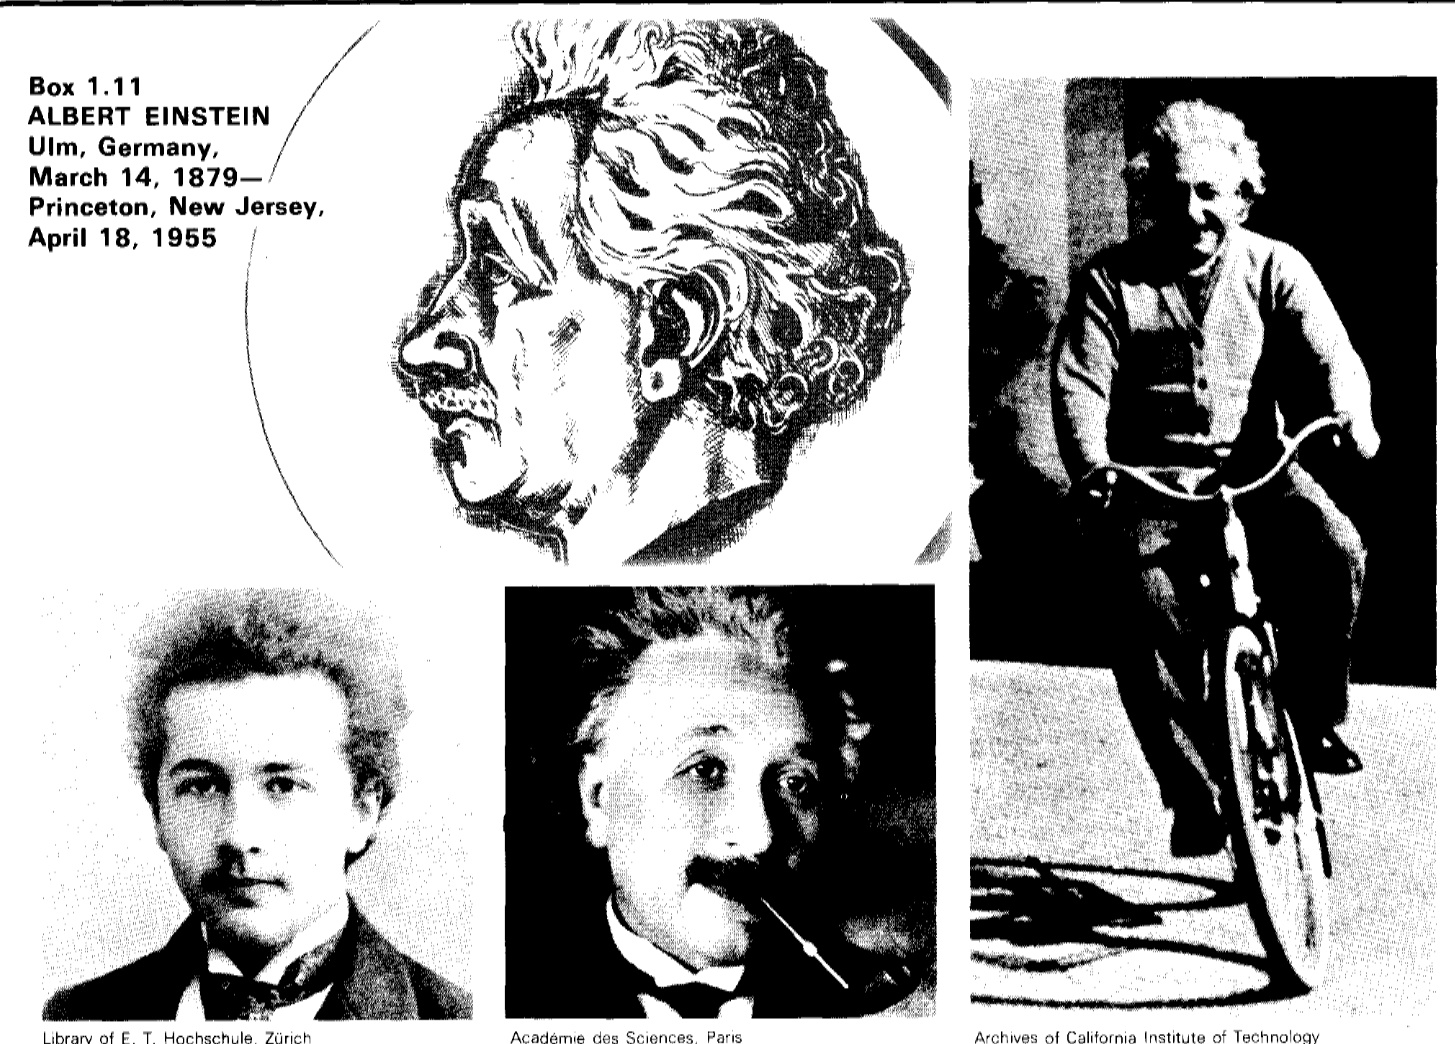 Box 1.11
ALBERT EINSTEIN
Ulm, Germany,
March 14, 1879—
Princeton, New Jersey,
April 18, 1955
Library of E. T. Hochschule, Zürich
Académie des Sciences, Paris
Archives of California Institute of Technology